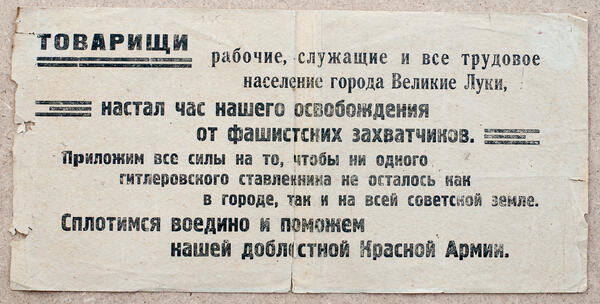 ТОВАРИЩИ
рабочие, служащие и все трудовое
население города Великие Луки,
настал час нашего освобождения
от фашистских захватчиков.
Приложим все силы на то, чтобы ни одного
гитлеровского ставленника не осталось как
в городе, так и на всей советской земле.
Сплотимся воедино и поможем
нашей доблестной Красной Армии.